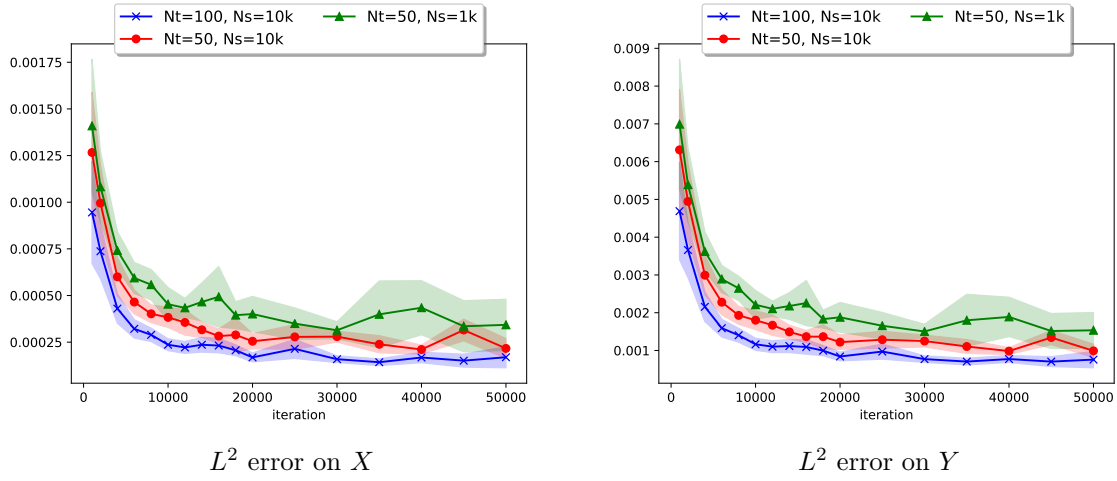 Nt=100, Ns=10k
Nt=50, Ns=10k
Nt=50, Ns=1k
0.00175
0.00150
0.00125
0.00100
0.00075
0.00050
0.00025
0 10000 20000 30000 40000 50000
iteration
L² error on X
Nt=100, Ns=10k
Nt=50, Ns=10k
Nt=50, Ns=1k
0.009
0.008
0.007
0.006
0.005
0.004
0.003
0.002
0.001
0 10000 20000 30000 40000 50000
iteration
L² error on Y